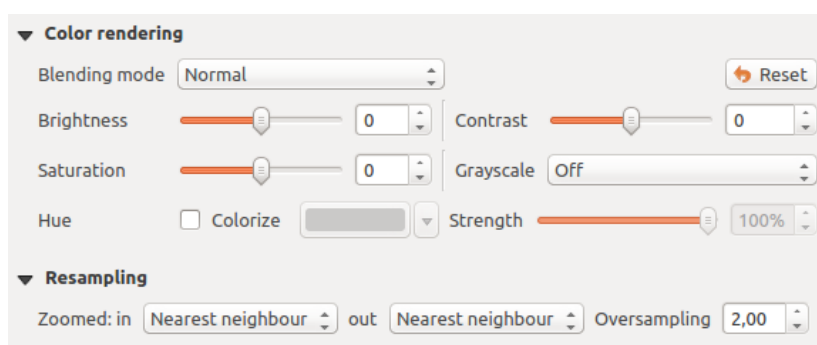 Color rendering
Blending mode Normal Reset
Brightness 0 Contrast 0
Saturation 0 Grayscale Off
Hue Colorize Strength 100%
Resampling
Zoomed: in Nearest neighbour out Nearest neighbour Oversampling 2,00